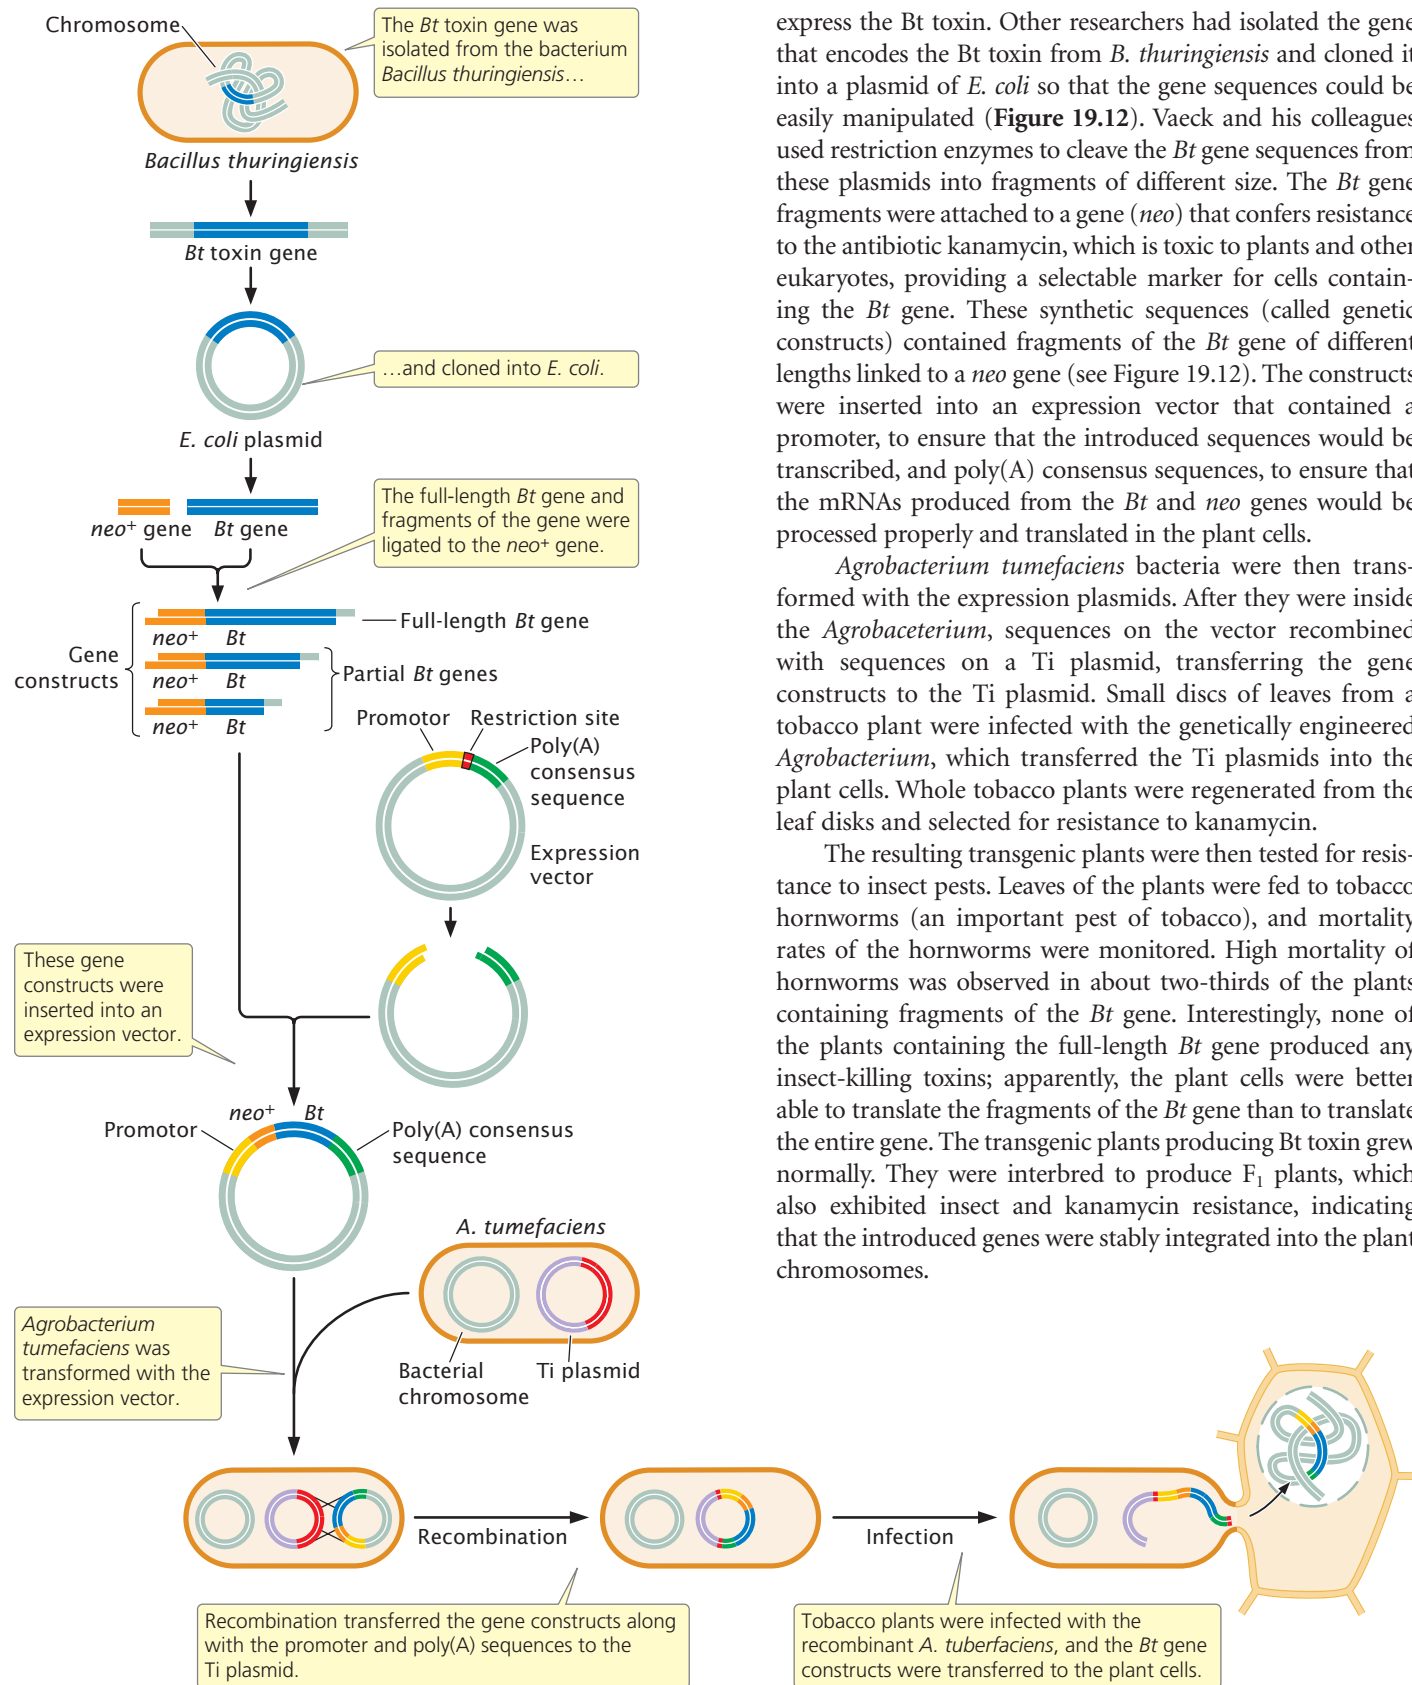 Chromosome
The Bt toxin gene was
isolated from the bacterium
Bacillus thuringiensis…
Bacillus thuringiensis
Bt toxin gene
…and cloned into E. coli.
E. coli plasmid
The full-length Bt gene and
fragments of the gene were
ligated to the neo+ gene.
neo+ gene
Bt gene
Gene
constructs
neo+ Bt
Full-length Bt gene
neo+ Bt
Partial Bt genes
neo+ Bt
Promotor
Restriction site
Poly(A)
consensus
sequence
Expression
vector
These gene
constructs were
inserted into an
expression vector.
neo+ Bt
Promotor
Poly(A) consensus
sequence
A. tumefaciens
Bacterial
chromosome
Ti plasmid
Agrobacterium
tumefaciens was
transformed with the
expression vector.
Recombination
Infection
Recombination transferred the gene constructs along
with the promoter and poly(A) sequences to the
Ti plasmid.
Tobacco plants were infected with the
recombinant A. tuberfaciens, and the Bt gene
constructs were transferred to the plant cells.
express the Bt toxin. Other researchers had isolated the gene
that encodes the Bt toxin from B. thuringiensis and cloned it
into a plasmid of E. coli so that the gene sequences could be
easily manipulated (Figure 19.12). Vaeck and his colleagues
used restriction enzymes to cleave the Bt gene sequences from
these plasmids into fragments of different size. The Bt gene
fragments were attached to a gene (neo) that confers resistance
to the antibiotic kanamycin, which is toxic to plants and other
eukaryotes, providing a selectable marker for cells contain-
ing the Bt gene. These synthetic sequences (called genetic
constructs) contained fragments of the Bt gene of different
lengths linked to a neo gene (see Figure 19.12). The constructs
were inserted into an expression vector that contained a
promoter, to ensure that the introduced sequences would be
transcribed, and poly(A) consensus sequences, to ensure that
the mRNAs produced from the Bt and neo genes would be
processed properly and translated in the plant cells.
Agrobacterium tumefaciens bacteria were then trans-
formed with the expression plasmids. After they were inside
the Agrobaceterium, sequences on the vector recombined
with sequences on a Ti plasmid, transferring the gene
constructs to the Ti plasmid. Small discs of leaves from a
tobacco plant were infected with the genetically engineered
Agrobacterium, which transferred the Ti plasmids into the
plant cells. Whole tobacco plants were regenerated from the
leaf disks and selected for resistance to kanamycin.
The resulting transgenic plants were then tested for resis-
tance to insect pests. Leaves of the plants were fed to tobacco
hornworms (an important pest of tobacco), and mortality
rates of the hornworms were monitored. High mortality of
hornworms was observed in about two-thirds of the plants
containing fragments of the Bt gene. Interestingly, none of
the plants containing the full-length Bt gene produced any
insect-killing toxins; apparently, the plant cells were better
able to translate the fragments of the Bt gene than to translate
the entire gene. The transgenic plants producing Bt toxin grew
normally. They were interbred to produce F1 plants, which
also exhibited insect and kanamycin resistance, indicating
that the introduced genes were stably integrated into the plant
chromosomes.